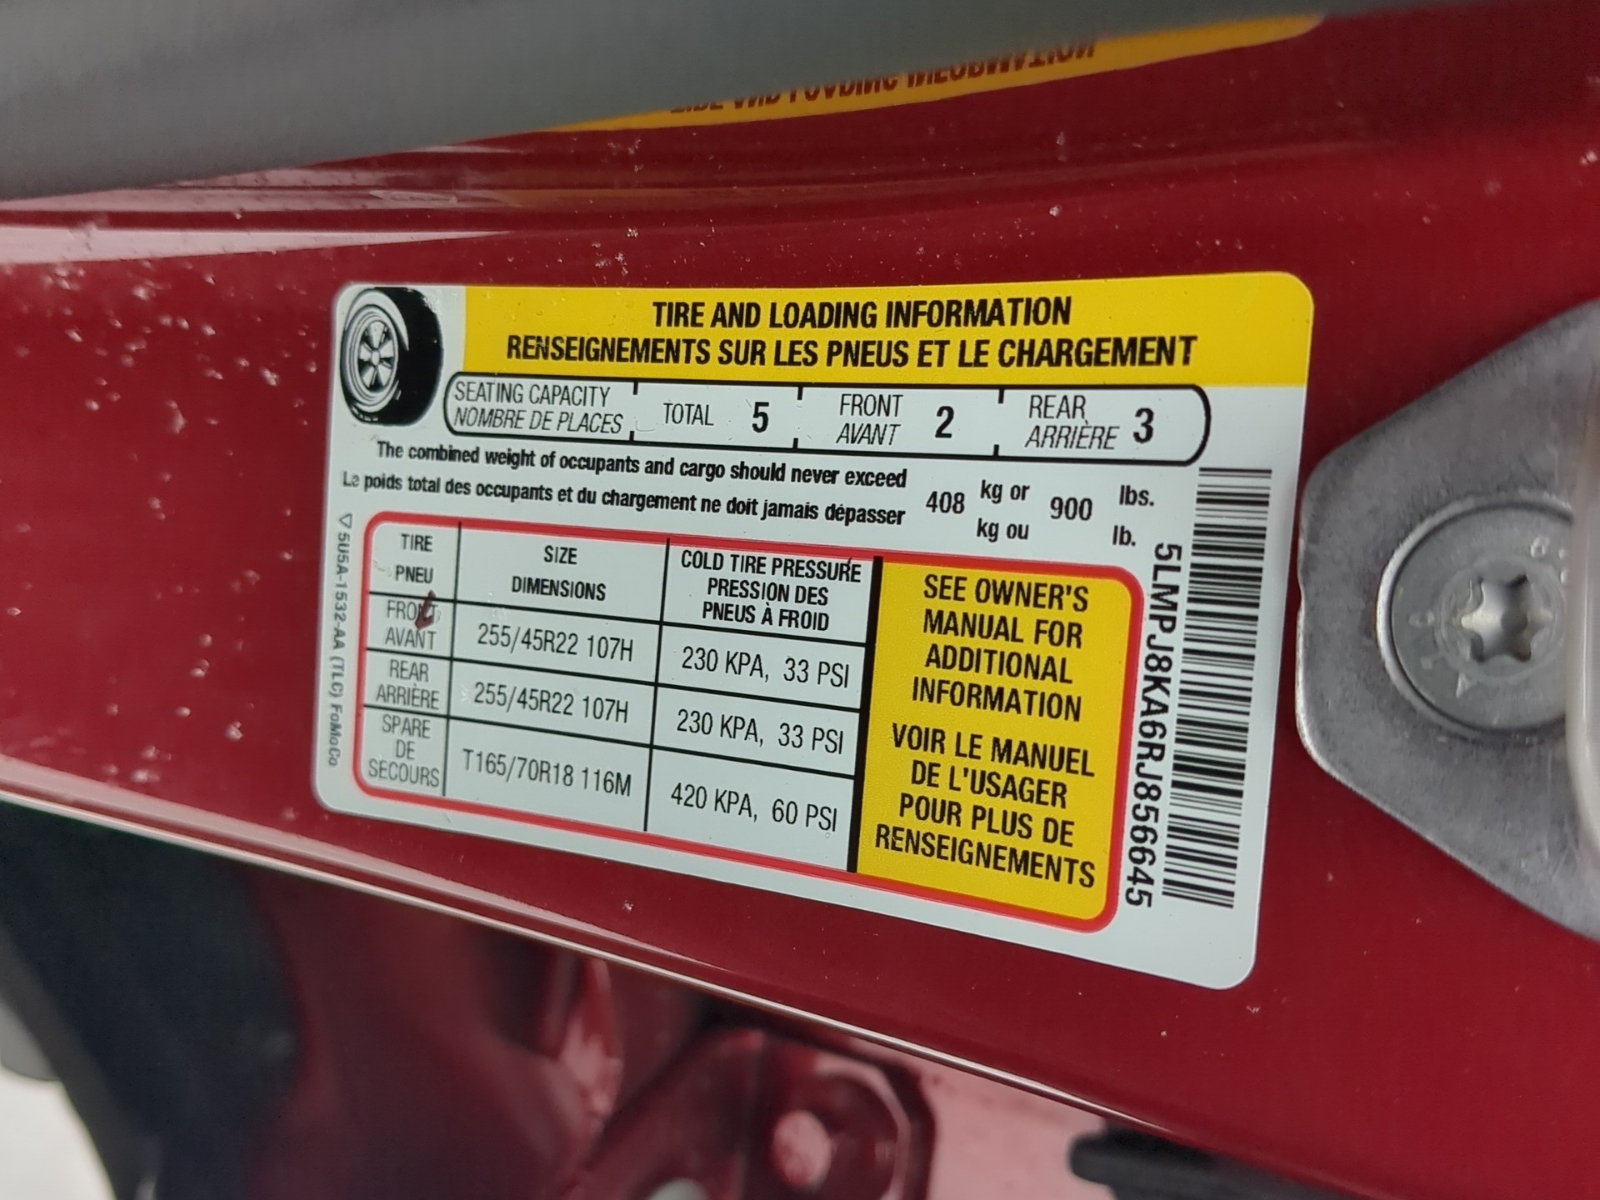 TIRE AND LOADING INFORMATION
RENSEIGNEMENTS SUR LES PNEUS ET LE CHARGEMENT
SEATING CAPACITY
NOMBRE DE PLACES
TOTAL 5
FRONT
AVANT
2
REAR
ARRIÈRE
3
The combined weight of occupants and cargo should never exceed
Le poids total des occupants et du chargement ne doit jamais dépasser
408
kg or
kg ou
900
lbs.
lb.
TIRE
PNEU
SIZE
DIMENSIONS
COLD TIRE PRESSURE
PRESSION DES
PNEUS À FROID
FRONT
AVANT
255/45R22 107H
230 KPA, 33 PSI
REAR
ARRIÈRE
255/45R22 107H
230 KPA, 33 PSI
SPARE
DE
SECOURS
T165/70R18 116M
420 KPA, 60 PSI
SEE OWNER'S
MANUAL FOR
ADDITIONAL
INFORMATION
VOIR LE MANUEL
DE L'USAGER
POUR PLUS DE
RENSEIGNEMENTS
5LMPJ8KA6RJ856645
5U5A-1532-AA (TLC) FoMoCo